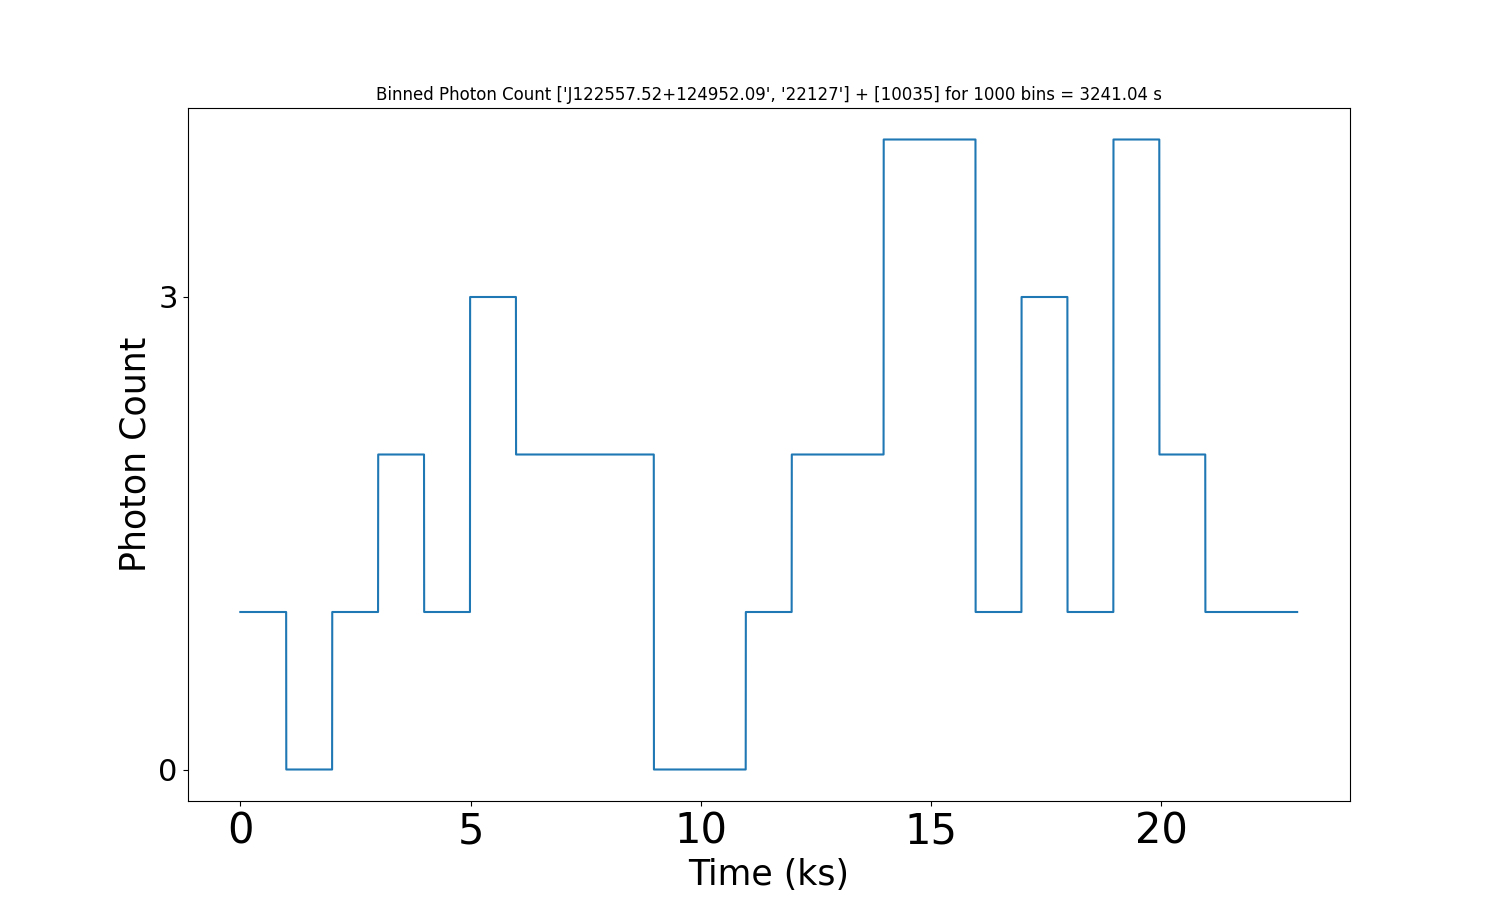 Binned Photon Count ['J122557.52+124952.09', '22127'] + [10035] for 1000 bins = 3241.04 s
Photon Count
3
0
0 5 10 15 20
Time (ks)